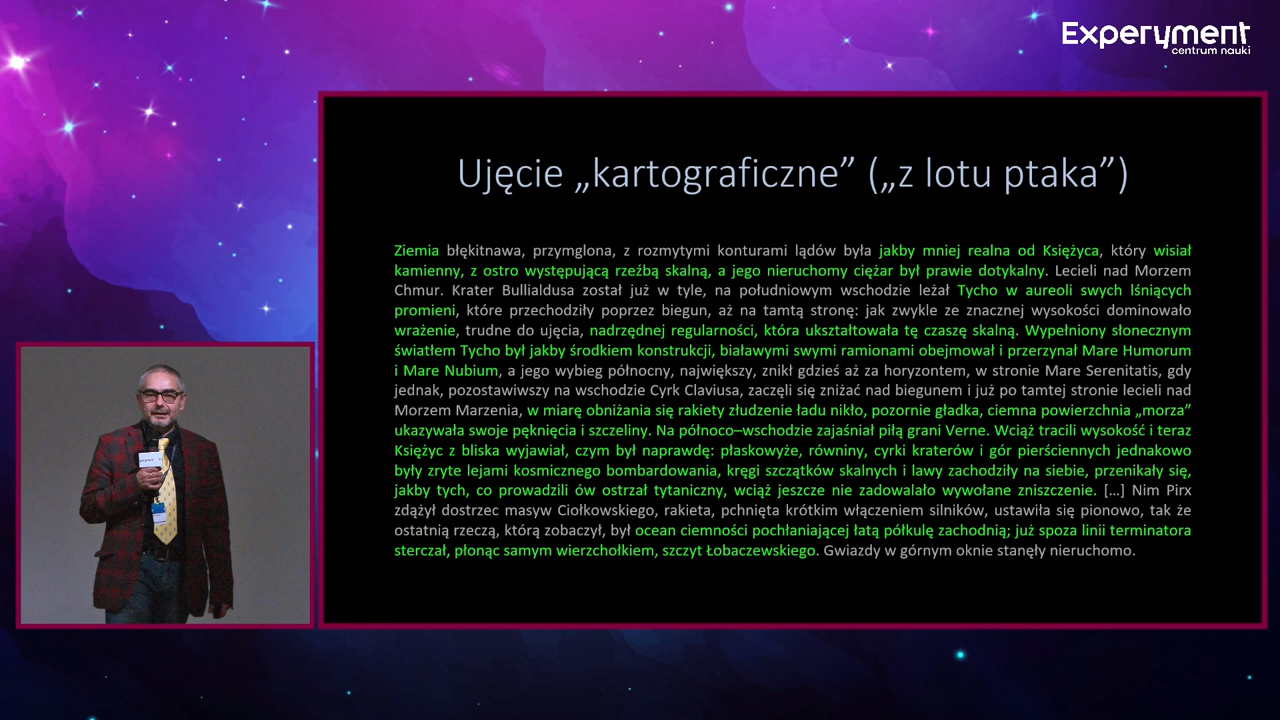 Experyment
centrum nauki
Ujęcie „kartograficzne” („z lotu ptaka”)
Ziemia błękitnawa, przymglona, z rozmytymi konturami lądów była jakby mniej realna od Księżyca, który wisiał
kamienny, z ostro występującą rzeźbą skalną, a jego nieruchomy ciężar był prawie dotykalny. Lecieli nad Morzem
Chmur. Krater Bullialdusa został już w tyle, na południowym wschodzie leżał Tycho w aureoli swych lśniących
promieni, które przechodziły poprzez biegun, aż na tamtą stronę: jak zwykle ze znacznej wysokości dominowało
wrażenie, trudne do ujęcia, nadrzędnej regularności, która ukształtowała tę czaszę skalną. Wypełniony słonecznym
światłem Tycho był jakby środkiem konstrukcji, białawymi swymi ramionami obejmował i przerzynał Mare Humorum
i Mare Nubium, a jego wybieg północny, największy, znikł gdzieś aż za horyzontem, w stronie Mare Serenitatis, gdy
jednak, pozostawiwszy na wschodzie Cyrk Claviusa, zaczęli się zniżać nad biegunem i już po tamtej stronie lecieli nad
Morzem Marzenia, w miarę obniżania się rakiety złudzenie ładu nikło, pozornie gładka, ciemna powierzchnia „morza”
ukazywała swoje pęknięcia i szczeliny. Na północo–wschodzie zajaśniał piłą grani Verne. Wciąż tracili wysokość i teraz
Księżyc z bliska wyjawiał, czym był naprawdę: płaskowyże, równiny, cyrki kraterów i gór pierściennych jednakowo
były zryte lejami kosmicznego bombardowania, kręgi szczątków skalnych i lawy zachodziły na siebie, przenikały się,
jakby tych, co prowadzili ów ostrzał tytaniczny, wciąż jeszcze nie zadowalało wywołane zniszczenie. […] Nim Pirx
zdążył dostrzec masyw Ciołkowskiego, rakieta, pchnięta krótkim włączeniem silników, ustawiła się pionowo, tak że
ostatnią rzeczą, którą zobaczył, był ocean ciemności pochłaniającej łatą półkulę zachodnią; już spoza linii terminatora
sterczał, płonąc samym wierzchołkiem, szczyt Łobaczewskiego. Gwiazdy w górnym oknie stanęły nieruchomo.